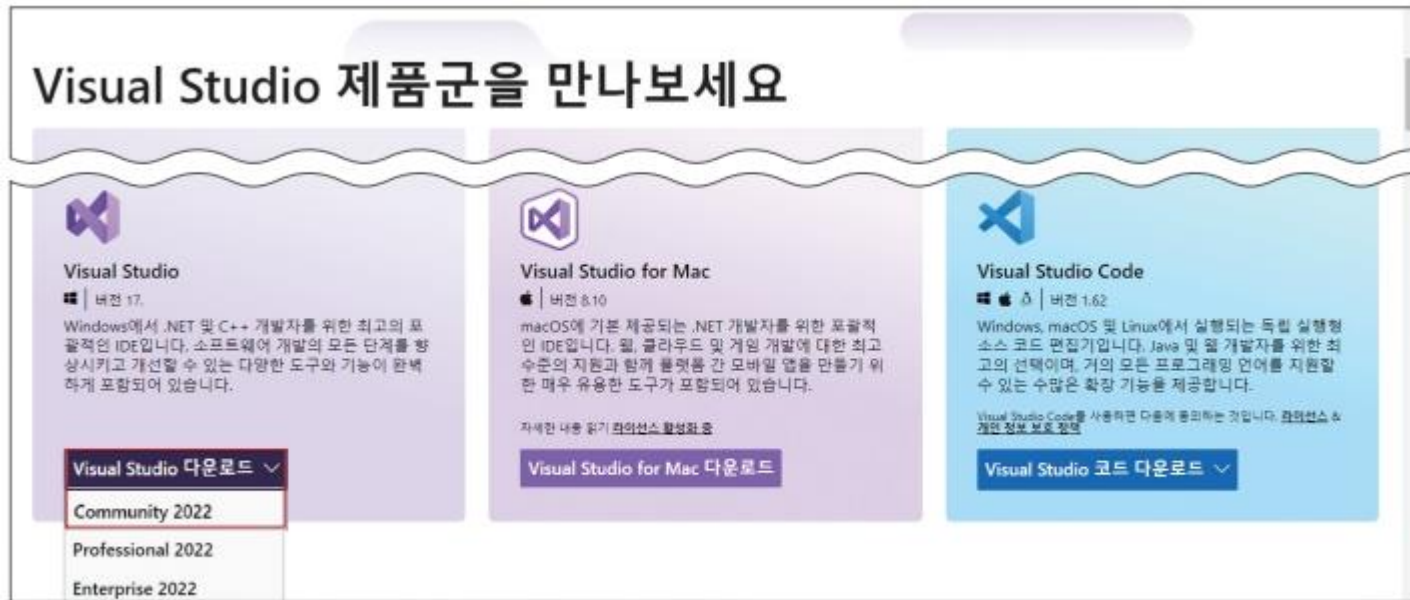 Visual Studio 제품군을 만나보세요
Visual Studio
버전 17.
Windows에서 .NET 및 C++ 개발자를 위한 최고의 포
괄적인 IDE입니다. 소프트웨어 개발의 모든 단계를 향
상시키고 개선할 수 있는 다양한 도구와 기능이 완벽
하게 포함되어 있습니다.
Visual Studio 다운로드
Community 2022
Professional 2022
Enterprise 2022
Visual Studio for Mac
버전 8.10
macOS에 기본 제공되는 .NET 개발자를 위한 포괄적
인 IDE입니다. 웹, 클라우드 및 게임 개발에 대한 최고
수준의 지원과 함께 플랫폼 간 모바일 앱을 만들기 위
한 매우 유용한 도구가 포함되어 있습니다.
자세한 내용 읽기 라이선스 활성화 중
Visual Studio for Mac 다운로드
Visual Studio Code
버전 1.62
Windows, macOS 및 Linux에서 실행되는 독립 실행형
소스 코드 편집기입니다. Java 및 웹 개발자를 위한 최
고의 선택이며, 거의 모든 프로그래밍 언어를 지원할
수 있는 수많은 확장 기능을 제공합니다.
Visual Studio Code를 사용하면 다음에 동의하는 것입니다. 라이선스 &
개인 정보 보호 정책
Visual Studio 코드 다운로드